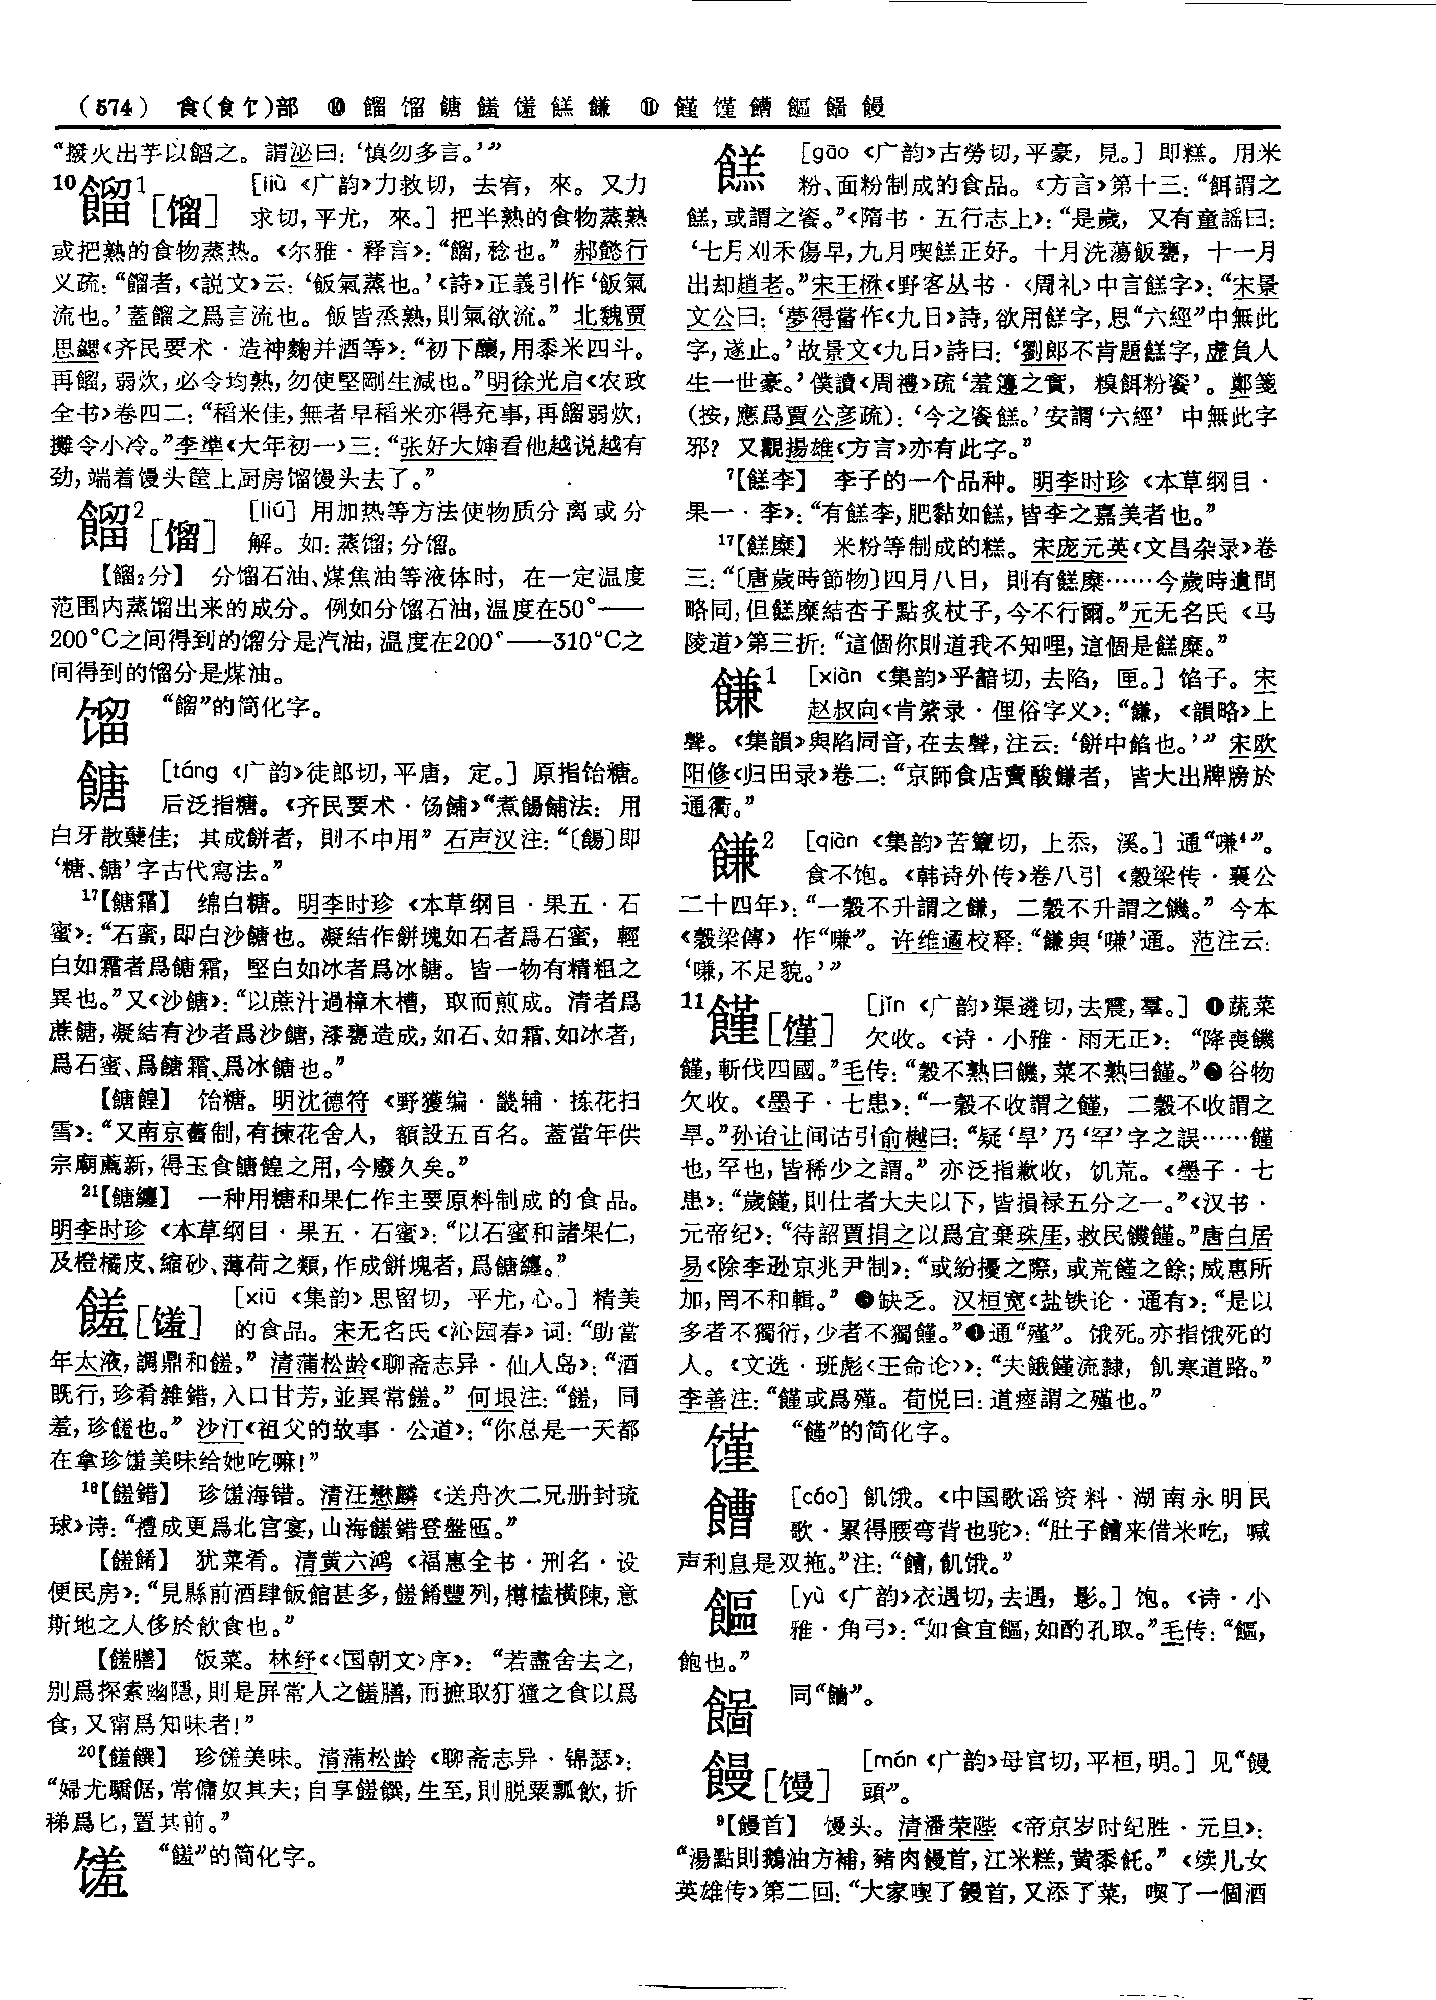 (574) 食(飠饣)部 ⑩餾馏餹饈馐餻餸 ⑪饉馑𩞄饇饂饅
“撥火出芋以餡之。謂泌曰：‘慎勿多言。’”
10餾1[馏] [liù《广韵》力救切，去宥，來。又力
求切，平尤，來。] 把半熟的食物蒸熟
或把熟的食物蒸热。《尔雅·释言》：“餾，稔也。” 郝懿行
义疏：“餾者，《説文》云：‘飯氣蒸也。’《詩》正義引作‘飯氣
流也。’蓋餾之爲言流也。飯皆烝熟，則氣欲流。” 北魏贾
思勰《齐民要术·造神麴并酒等》：“初下釀，用黍米四斗。
再餾，弱炊，必令均熟，勿使堅剛生減也。”明徐光启《农政
全书》卷四二：“稻米佳，無者早稻米亦得充事，再餾弱炊，
攤令小冷。”李準《大年初一》三：“张好大婶看他越说越有
劲，端着馒头筐上厨房馏馒头去了。”
餾2[馏] [liú] 用加热等方法使物质分离或分
解。如：蒸馏；分馏。
【餾2分】 分馏石油、煤焦油等液体时，在一定温度
范围内蒸馏出来的成分。例如分馏石油，温度在50°——
200°C之间得到的馏分是汽油，温度在200°——310°C之
间得到的馏分是煤油。
馏 “餾”的简化字。
餹 [táng《广韵》徒郎切，平唐，定。] 原指饴糖。
后泛指糖。《齐民要术·饧餔》“煮餳餔法：用
白牙散蘗佳；其成餅者，則不中用” 石声汉注：“〔餳〕即
‘糖、餹’字古代寫法。”
17【餹霜】 绵白糖。明李时珍《本草纲目·果五·石
蜜》：“石蜜，即白沙餹也。凝結作餅塊如石者爲石蜜，輕
白如霜者爲餹霜，堅白如冰者爲冰餹。皆一物有精粗之
異也。”又《沙餹》：“以蔗汁過樟木槽，取而煎成。清者爲
蔗餹，凝結有沙者爲沙餹，漆甕造成，如石、如霜、如冰者，
爲石蜜、爲餹霜、爲冰餹也。”
【餹餭】 饴糖。明沈德符《野獲编·畿辅·拣花扫
雪》：“又南京舊制，有揀花舍人，額設五百名。蓋當年供
宗廟薦新，得玉食餹餭之用，今廢久矣。”
21【餹纏】 一种用糖和果仁作主要原料制成的食品。
明李时珍《本草纲目·果五·石蜜》：“以石蜜和諸果仁，
及橙橘皮、縮砂、薄荷之類，作成餅塊者，爲餹纏。”
饈[馐] [xiū《集韵》思留切，平尤，心。] 精美
的食品。宋无名氏《沁园春》词：“助當
年太液，調鼎和饈。” 清蒲松龄《聊斋志异·仙人岛》：“酒
既行，珍肴雜錯，入口甘芳，並異常饈。” 何垠注：“饈，同
羞，珍饈也。” 沙汀《祖父的故事·公道》：“你总是一天都
在拿珍馐美味给她吃嘛！”
18【饈錯】 珍馐海错。清汪懋麟《送舟次二兄册封琉
球》诗：“禮成更爲北宫宴，山海饈錯登盤匜。”
【饈餚】 犹菜肴。清黄六鸿《福惠全书·刑名·设
便民房》：“見縣前酒肆飯館甚多，饈餚豐列，樽榼横陳，意
斯地之人侈於飲食也。”
【饈膳】 饭菜。林纾《〈国朝文〉序》：“若盡舍去之，
别爲探索幽隱，則是屏常人之饈膳，而摭取犴獞之食以爲
食，又甯爲知味者！”
20【饈饌】 珍馐美味。清蒲松龄《聊斋志异·锦瑟》：
“婦尤驕倨，常傭奴其夫；自享饈饌，生至，則脱粟瓢飲，折
稊爲匕，置其前。”
馐 “饈”的简化字。
餻 [gāo《广韵》古勞切，平豪，見。] 即糕。用米
粉、面粉制成的食品。《方言》第十三：“餌謂之
餻，或謂之餈。”《隋书·五行志上》：“是歲，又有童謡曰：
‘七月刈禾傷早，九月喫餻正好。十月洗蕩飯甕，十一月
出却趙老。”宋王楙《野客丛书·〈周礼〉中言餻字》：“宋景
文公曰：‘夢得嘗作《九日》詩，欲用餻字，思“六經”中無此
字，遂止。’故景文《九日》詩曰：‘劉郎不肯題餻字，虚負人
生一世豪。’僕讀《周禮》疏‘羞籩之實，糗餌粉餈’。鄭箋
(按，應爲賈公彦疏)：‘今之餈餻。’安謂‘六經’ 中無此字
邪？又觀揚雄《方言》亦有此字。”
7【餻李】 李子的一个品种。明李时珍《本草纲目·
果一·李》：“有餻李，肥黏如餻，皆李之嘉美者也。”
17【餻糜】 米粉等制成的糕。宋庞元英《文昌杂录》卷
三：“〔唐歲時節物〕四月八日，則有餻糜……今歲時遺問
略同，但餻糜結杏子點炙杖子，今不行爾。”元无名氏《马
陵道》第三折：“這個你則道我不知哩，這個是餻糜。”
𩜃1 [xiàn《集韵》乎韽切，去陷，匣。] 馅子。宋
赵叔向《肯綮录·俚俗字义》：“𩜃，《韻略》上
聲。《集韻》與陷同音，在去聲，注云：‘餅中餡也。’” 宋欧
阳修《归田录》卷二：“京師食店賣酸𩜃者，皆大出牌牓於
通衢。”
𩜃2 [qiàn《集韵》苦簟切，上忝，溪。] 通“嗛4”。
食不饱。《韩诗外传》卷八引《穀梁传·襄公
二十四年》：“一穀不升謂之𩜃，二穀不升謂之饑。” 今本
《穀梁傳》作“嗛”。许维遹校释：“𩜃與‘嗛’通。范注云：
‘嗛，不足貌。’”
11饉[馑] [jǐn《广韵》渠遴切，去震，羣。] ❶蔬菜
欠收。《诗·小雅·雨无正》：“降喪饑
饉，斬伐四國。”毛传：“穀不熟曰饑，菜不熟曰饉。”❷谷物
欠收。《墨子·七患》：“一穀不收謂之饉，二穀不收謂之
旱。”孙诒让间诂引俞樾曰：“疑‘旱’乃‘罕’字之誤……饉
也，罕也，皆稀少之謂。” 亦泛指歉收，饥荒。《墨子·七
患》：“歲饉，則仕者大夫以下，皆損禄五分之一。”《汉书·
元帝纪》：“待詔賈捐之以爲宜棄珠厓，救民饑饉。”唐白居
易《除李逊京兆尹制》：“或紛擾之際，或荒饉之餘；威惠所
加，罔不和輯。” ❸缺乏。汉桓宽《盐铁论·通有》：“是以
多者不獨衍，少者不獨饉。”❹通“殣”。饿死。亦指饿死的
人。《文选·班彪〈王命论〉》：“夫餓饉流隸，飢寒道路。”
李善注：“饉或爲殣。荀悦曰：道瘞謂之殣也。”
馑 “饉”的简化字。
𩞄 [cáo] 飢饿。《中国歌谣资料·湖南永明民
歌·累得腰弯背也驼》：“肚子𩞄来借米吃，喊
声利息是双拖。”注：“𩞄，飢饿。”
饇 [yù《广韵》衣遇切，去遇，影。] 饱。《诗·小
雅·角弓》：“如食宜饇，如酌孔取。”毛传：“饇，
飽也。”
饂 同“𩞄”。
饅[馒] [mán《广韵》母官切，平桓，明。] 见“饅
頭”。
9【饅首】 馒头。清潘荣陛《帝京岁时纪胜·元旦》：
“湯點則鵝油方補，豬肉饅首，江米糕，黄黍飥。”《续儿女
英雄传》第二回：“大家喫了饅首，又添了菜，喫了一個酒